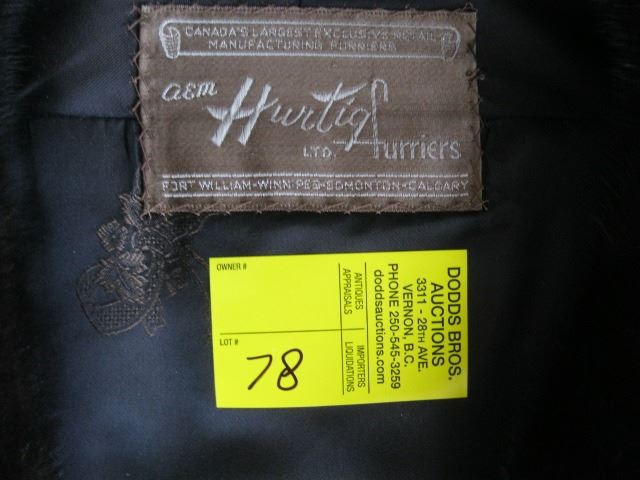 CANADA'S LARGEST EXCLUSIVE RETAIL
MANUFACTURING FURRIERS
A&M
Hurtig
LTD. Furriers
FORT WILLIAM-WINNIPEG-EDMONTON-CALGARY
OWNER #
LOT #
78
ANTIQUES
APPRAISALS
IMPORTERS
LIQUIDATIONS
DODDS BROS.
AUCTIONS
3311 - 28TH AVE.
VERNON, B.C.
PHONE 250-545-3259
doddsauctions.com